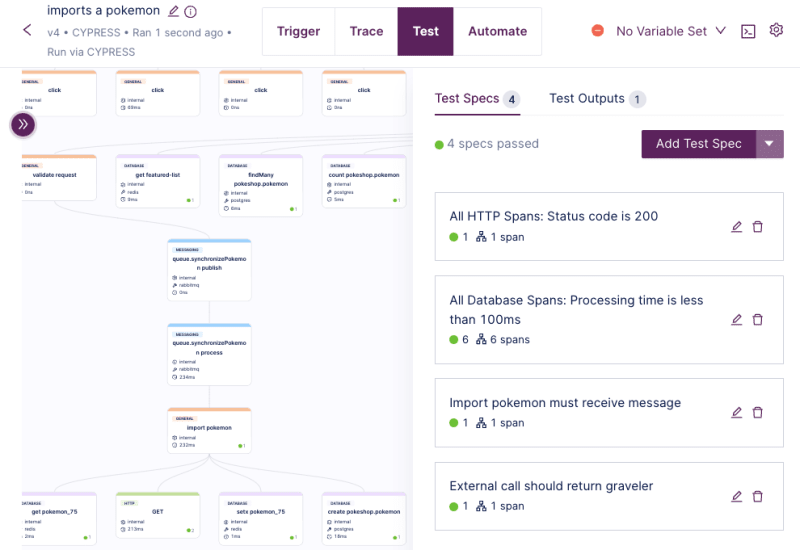 imports a pokemon
v4 • CYPRESS • Ran 1 second ago •
Run via CYPRESS
Trigger
Trace
Test
Automate
No Variable Set
GENERAL
click
internal
0ms
GENERAL
click
internal
GENERAL
click
internal
0ms
GENERAL
click
internal
0ms
validate request
internal
0ms
DATABASE
get featured-list
internal
redis
9ms
1
DATABASE
findMany
pokeshop.pokemon
internal
postgres
6ms
1
DATABASE
count pokeshop.pokemon
internal
postgres
5ms
1
MESSAGING
queue.synchronizePokemo
n publish
internal
rabbitmq
0ms
MESSAGING
queue.synchronizePokemo
n process
internal
rabbitmq
234ms
GENERAL
import pokemon
internal
232ms
1
DATABASE
get pokemon_75
internal
redis
2ms
1
HTTP
GET
internal
213ms
2
DATABASE
setx pokemon_75
internal
redis
1ms
1
DATABASE
create pokeshop.pokemon
internal
postgres
18ms
1
Test Specs 4
Test Outputs 1
4 specs passed
Add Test Spec
All HTTP Spans: Status code is 200
1 1 span
All Database Spans: Processing time is less
than 100ms
6 6 spans
Import pokemon must receive message
1 1 span
External call should return graveler
1 1 span